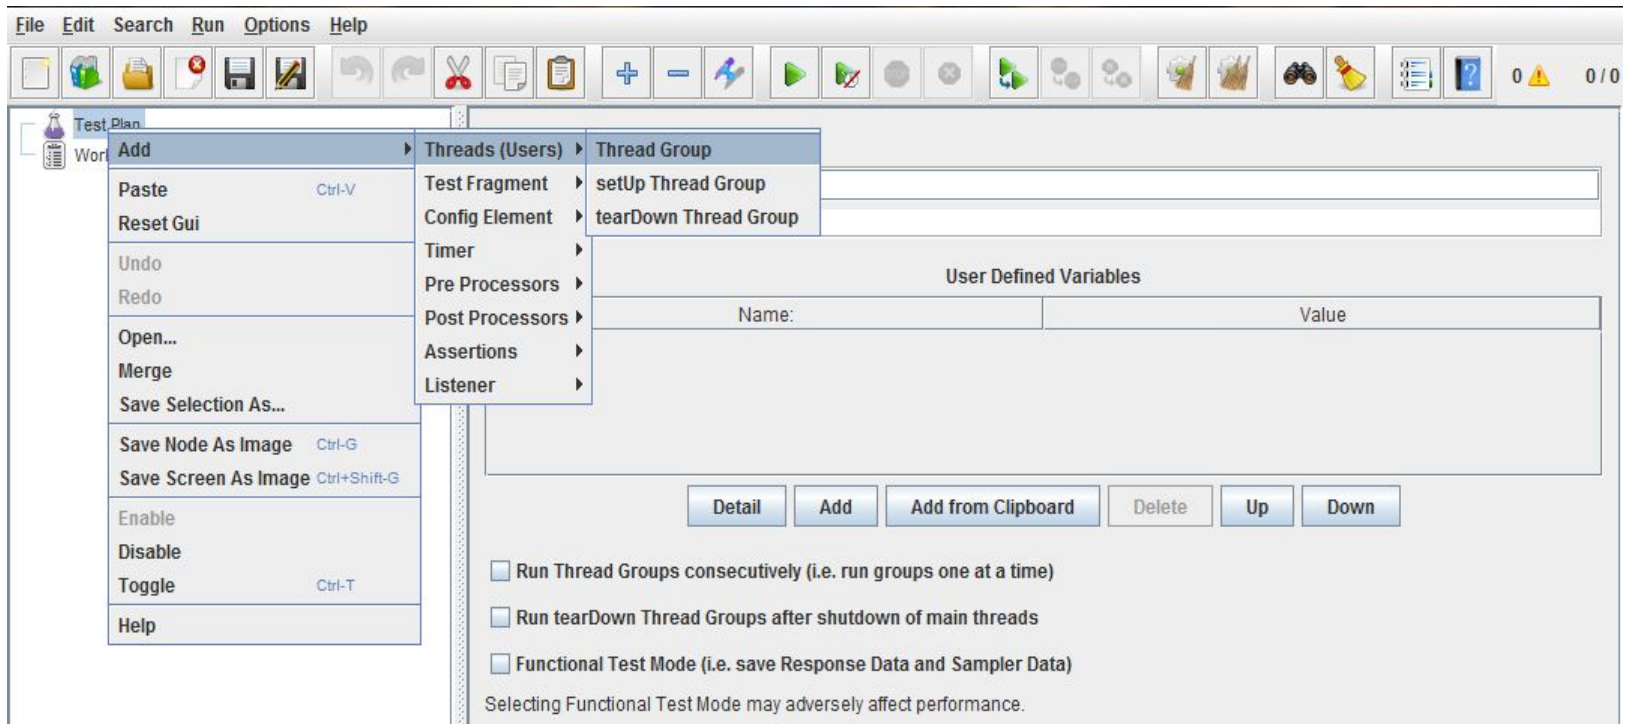 File Edit Search Run Options Help
0 0 / 0
Test Plan
Wor
Add
Paste Ctrl-V
Reset Gui
Undo
Redo
Open...
Merge
Save Selection As...
Save Node As Image Ctrl-G
Save Screen As Image Ctrl+Shift-G
Enable
Disable
Toggle Ctrl-T
Help
Threads (Users)
Test Fragment
Config Element
Timer
Pre Processors
Post Processors
Assertions
Listener
Thread Group
setUp Thread Group
tearDown Thread Group
User Defined Variables
Name: Value
Detail Add Add from Clipboard Delete Up Down
Run Thread Groups consecutively (i.e. run groups one at a time)
Run tearDown Thread Groups after shutdown of main threads
Functional Test Mode (i.e. save Response Data and Sampler Data)
Selecting Functional Test Mode may adversely affect performance.